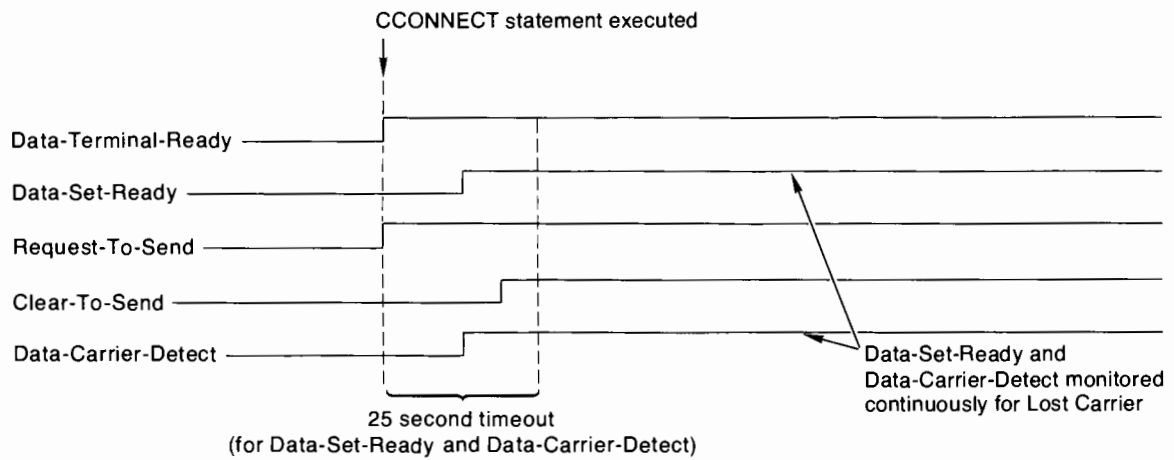 CCONNECT statement executed
Data-Terminal-Ready
Data-Set-Ready
Request-To-Send
Clear-To-Send
Data-Carrier-Detect
Data-Set-Ready and
Data-Carrier-Detect monitored
continuously for Lost Carrier
25 second timeout
(for Data-Set-Ready and Data-Carrier-Detect)